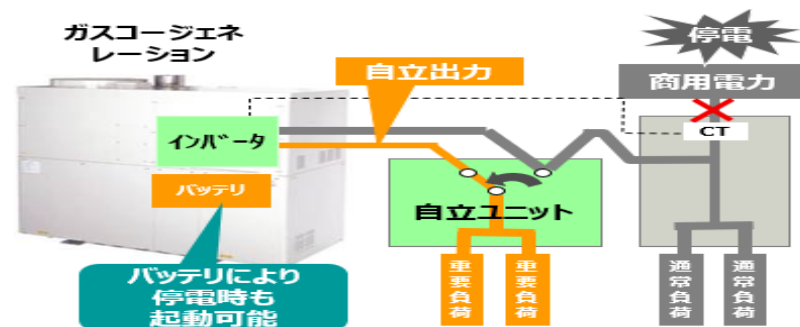 ガスコージェネ
レーション
停電
自立出力
商用電力
インバータ
CT
バッテリ
自立ユニット
バッテリにより
停電時も
起動可能
重要負荷
重要負荷
通常負荷
通常負荷